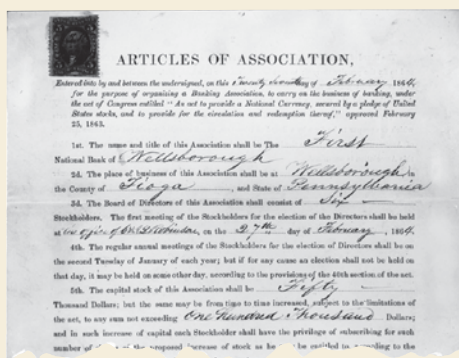 ARTICLES OF ASSOCIATION,
Entered into by and between the undersigned, on this Twenty Second day of February 1864,
for the purpose of organizing a Banking Association, to carry on the business of banking, under
the act of Congress entitled "An act to provide a National Currency, secured by a pledge of United
States stocks, and to provide for the circulation and redemption thereof," approved February
25, 1863.
1st. The name and title of this Association shall be The First
National Bank of Wellsborough
2d. The place of business of this Association shall be at Wellsborough in
the County of Tioga, and State of Pennsylvania
3d. The Board of Directors of this Association shall consist of Six
Stockholders. The first meeting of the Stockholders for the election of the Directors shall be held
at office of Robinson, on the 27th day of February, 1864.
4th. The regular annual meetings of the Stockholders for the election of Directors shall be on
the second Tuesday of January of each year; but if for any cause an election shall not be held on
that day, it may be held on some other day, according to the provisions of the 40th section of the act.
5th. The capital stock of this Association shall be Fifty
Thousand Dollars; but the same may be from time to time increased, subject to the limitations of
the act, to any sum not exceeding One hundred Thousand Dollars;
and in such increase of capital each Stockholder shall have the privilege of subscribing for such
number of the proposed increase of stock as he may be entitled to according to the